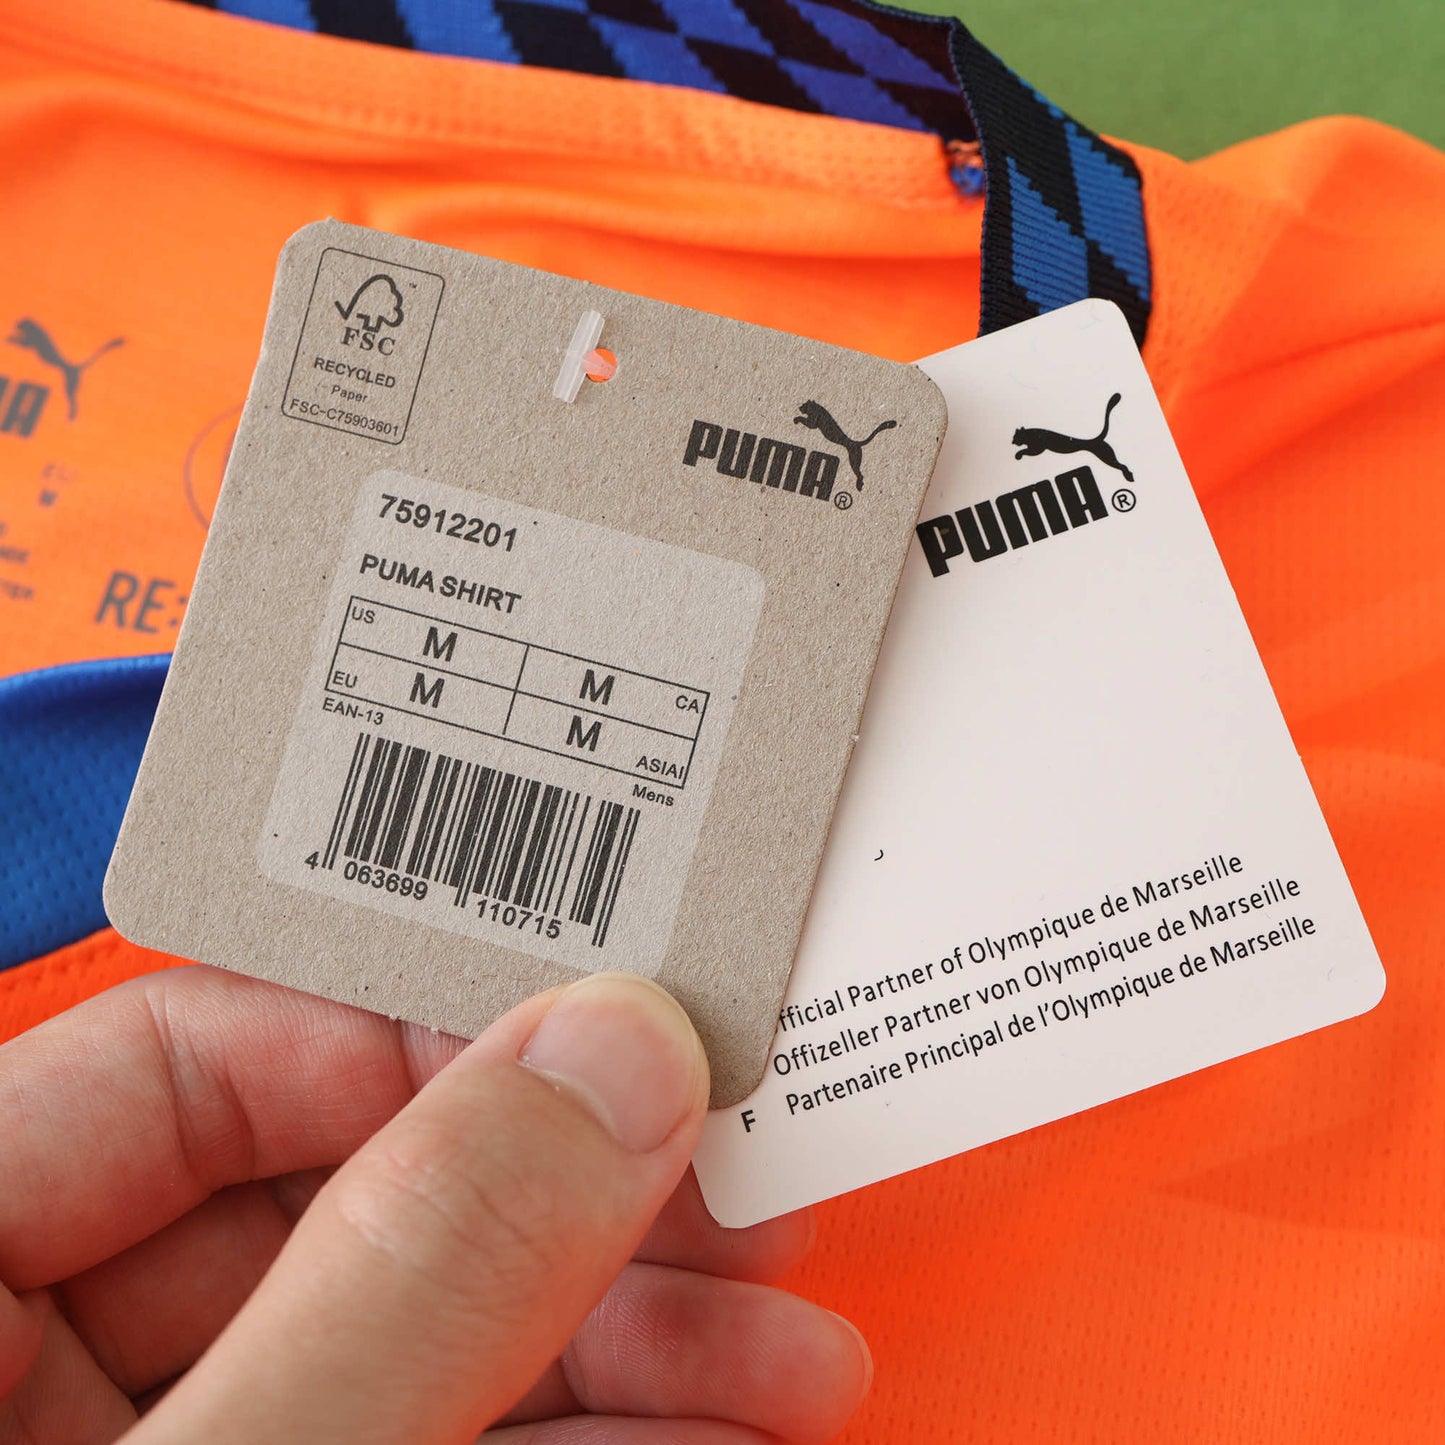 FSC
RECYCLED
Paper
FSC-C75903601
PUMA®
75912201
PUMA SHIRT
US M M CA
EU M M ASIAI
EAN-13
Mens
4 063699 110715
PUMA®
fficial Partner of Olympique de Marseille
Offizeller Partner von Olympique de Marseille
F Partenaire Principal de l'Olympique de Marseille
RE: